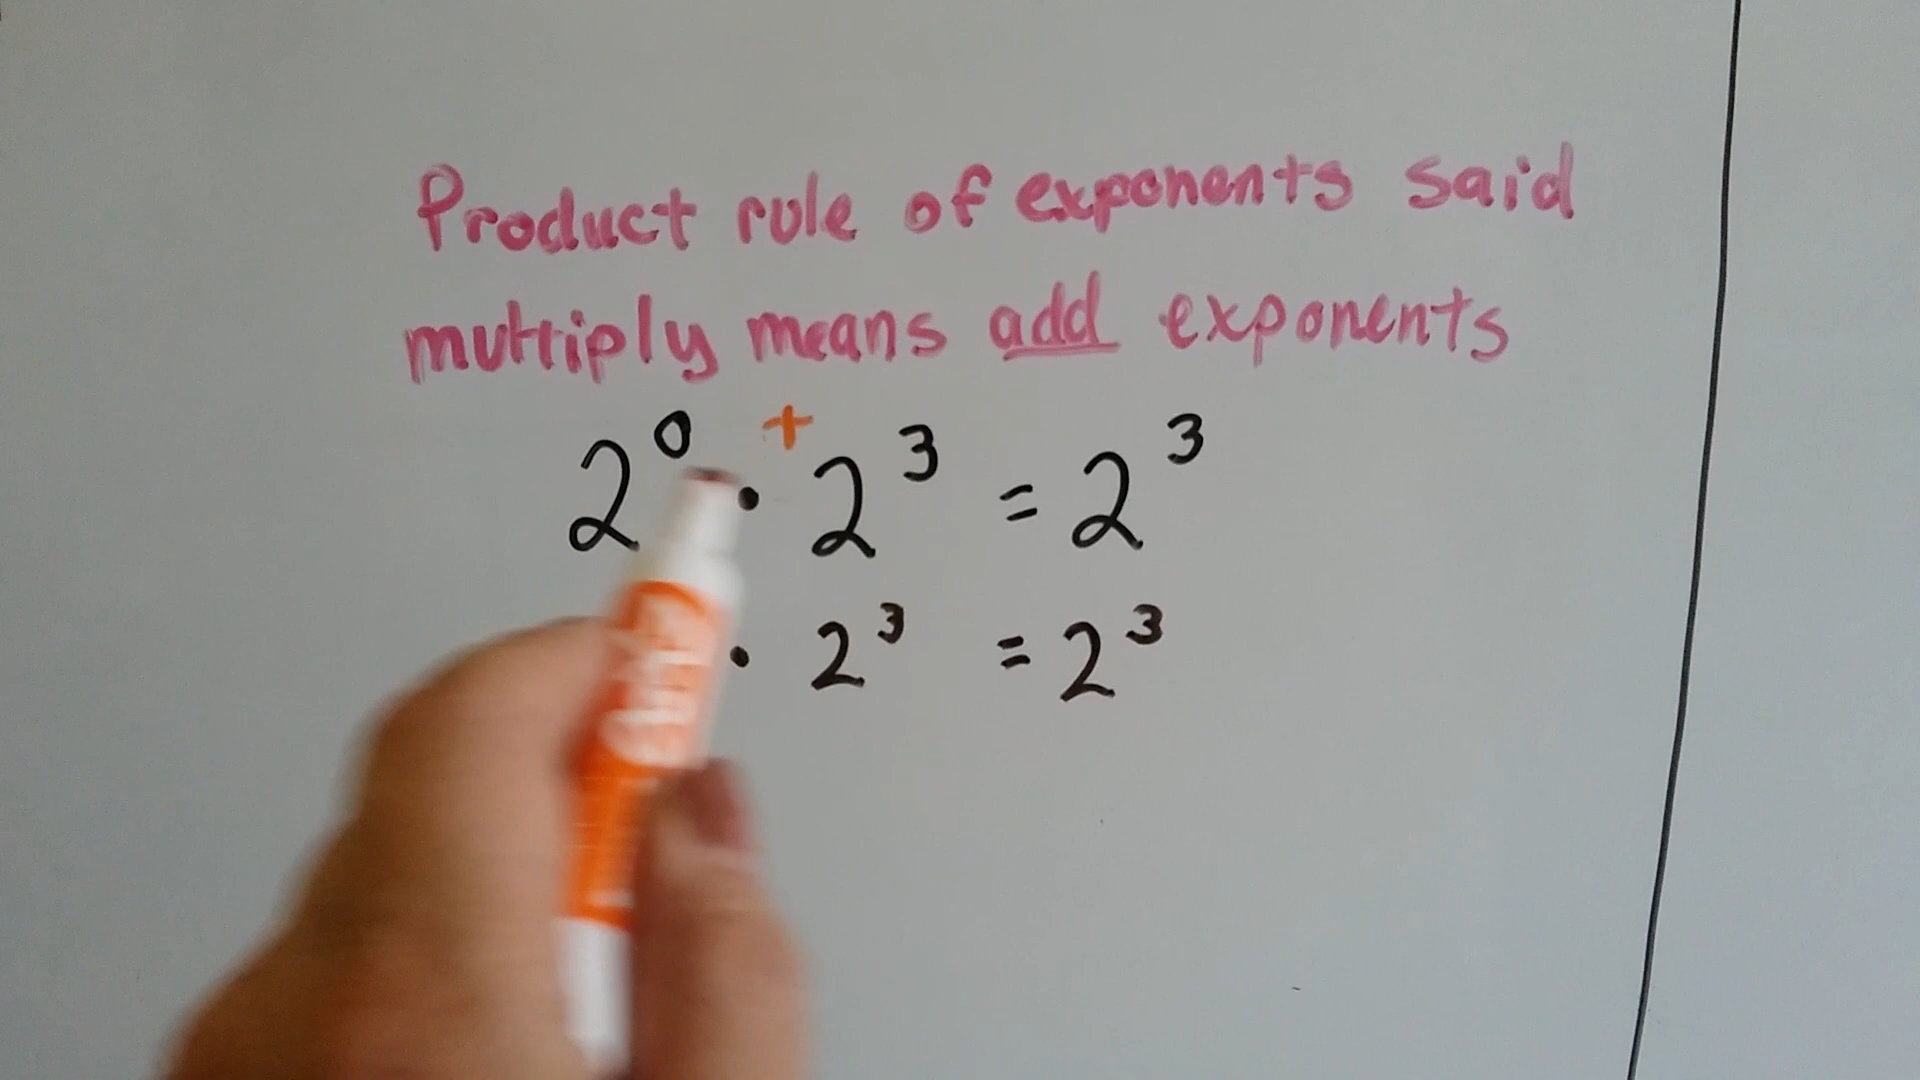 Product rule of exponents said
multiply means add exponents
2⁰ + · 2³ = 2³
· 2³ = 2³